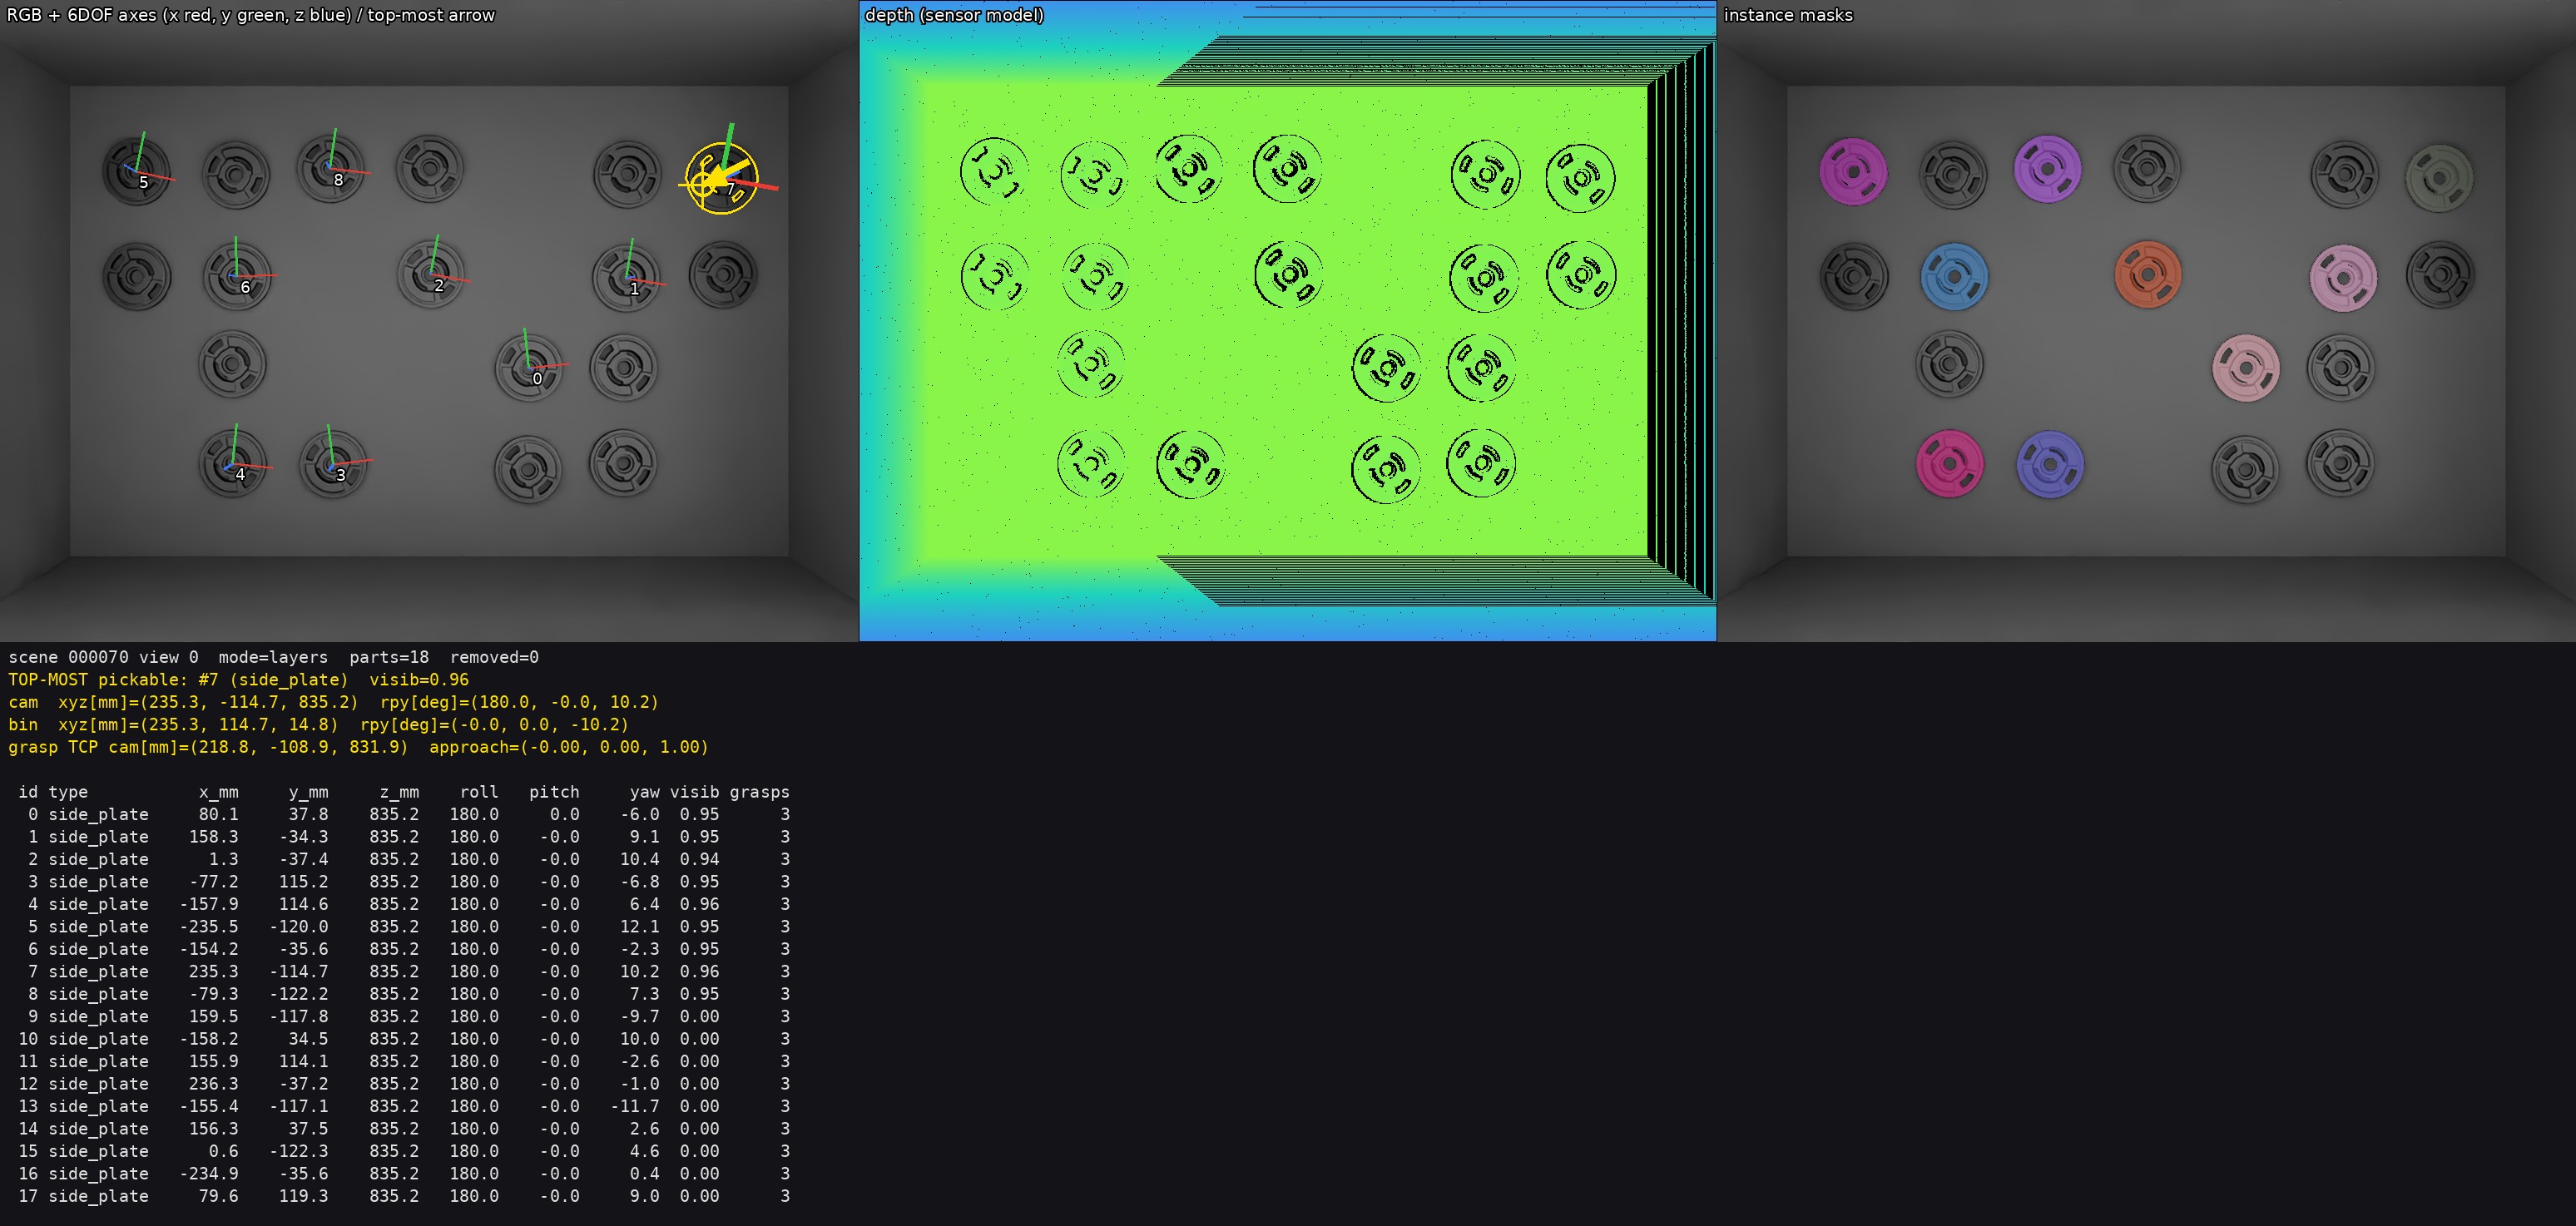 RGB + 6DOF axes (x red, y green, z blue) / top-most arrow
depth (sensor model)
instance masks
5
8
7
6
2
1
0
4
3
scene 000070 view 0 mode=layers parts=18 removed=0
TOP-MOST pickable: #7 (side_plate) visib=0.96
cam xyz[mm]=(235.3, -114.7, 835.2) rpy[deg]=(180.0, -0.0, 10.2)
bin xyz[mm]=(235.3, 114.7, 14.8) rpy[deg]=(-0.0, 0.0, -10.2)
grasp TCP cam[mm]=(218.8, -108.9, 831.9) approach=(-0.00, 0.00, 1.00)
id type x_mm y_mm z_mm roll pitch yaw visib grasps
0 side_plate 80.1 37.8 835.2 180.0 0.0 -6.0 0.95 3
1 side_plate 158.3 -34.3 835.2 180.0 -0.0 9.1 0.95 3
2 side_plate 1.3 -37.4 835.2 180.0 -0.0 10.4 0.94 3
3 side_plate -77.2 115.2 835.2 180.0 -0.0 -6.8 0.95 3
4 side_plate -157.9 114.6 835.2 180.0 -0.0 6.4 0.96 3
5 side_plate -235.5 -120.0 835.2 180.0 -0.0 12.1 0.95 3
6 side_plate -154.2 -35.6 835.2 180.0 -0.0 -2.3 0.95 3
7 side_plate 235.3 -114.7 835.2 180.0 -0.0 10.2 0.96 3
8 side_plate -79.3 -122.2 835.2 180.0 -0.0 7.3 0.95 3
9 side_plate 159.5 -117.8 835.2 180.0 -0.0 -9.7 0.00 3
10 side_plate -158.2 34.5 835.2 180.0 -0.0 10.0 0.00 3
11 side_plate 155.9 114.1 835.2 180.0 -0.0 -2.6 0.00 3
12 side_plate 236.3 -37.2 835.2 180.0 -0.0 -1.0 0.00 3
13 side_plate -155.4 -117.1 835.2 180.0 -0.0 -11.7 0.00 3
14 side_plate 156.3 37.5 835.2 180.0 -0.0 2.6 0.00 3
15 side_plate 0.6 -122.3 835.2 180.0 -0.0 4.6 0.00 3
16 side_plate -234.9 -35.6 835.2 180.0 -0.0 0.4 0.00 3
17 side_plate 79.6 119.3 835.2 180.0 -0.0 9.0 0.00 3